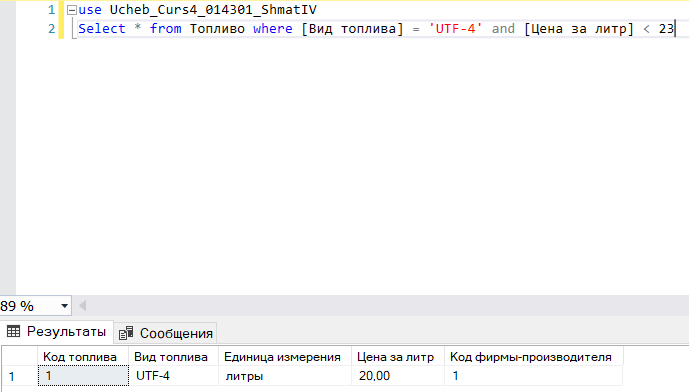 1 use Ucheb_Curs4_014301_ShmatIV
2 Select * from Топливо where [Вид топлива] = 'UTF-4' and [Цена за литр] < 23
89 %
Результаты Сообщения
Код топлива Вид топлива Единица измерения Цена за литр Код фирмы-производителя
1 1 UTF-4 литры 20,00 1